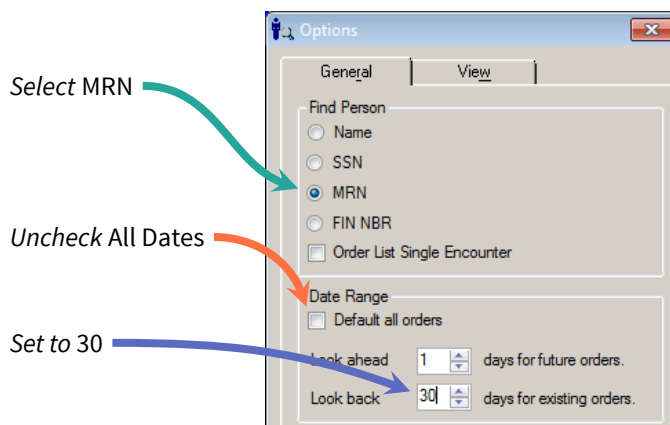 Options
General View
Select MRN
Find Person
Name
SSN
MRN
FIN NBR
Order List Single Encounter
Uncheck All Dates
Date Range
Default all orders
Set to 30
Look ahead 1 days for future orders.
Look back 30 days for existing orders.